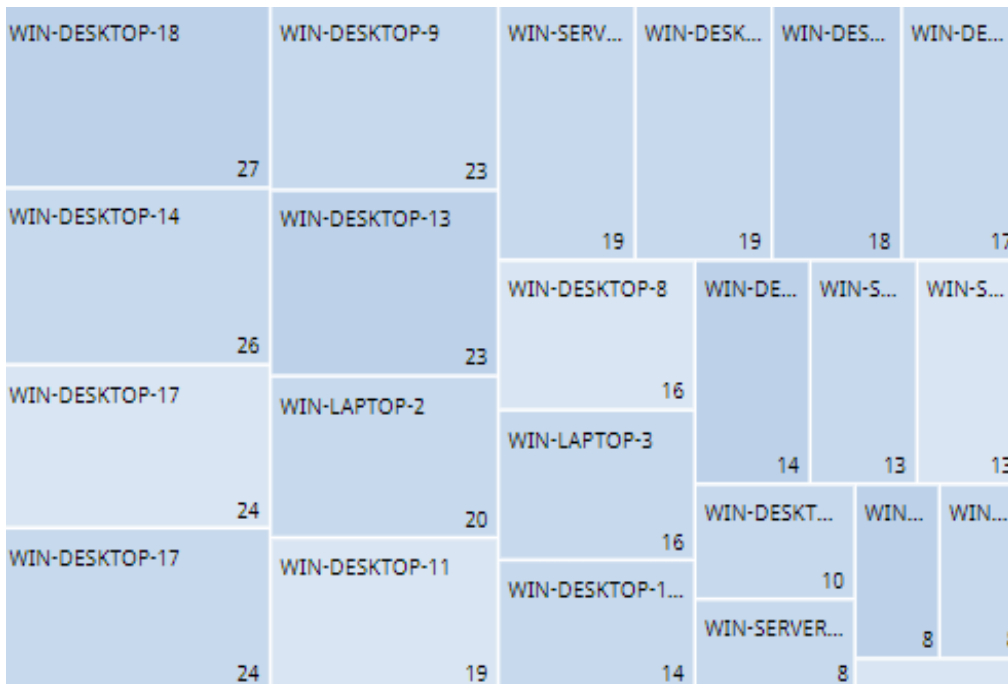 WIN-DESKTOP-18
27
WIN-DESKTOP-14
26
WIN-DESKTOP-17
24
WIN-DESKTOP-17
24
WIN-DESKTOP-9
23
WIN-DESKTOP-13
23
WIN-LAPTOP-2
20
WIN-DESKTOP-11
19
WIN-SERV...
19
WIN-DESK...
19
WIN-DES...
18
WIN-DE...
17
WIN-DESKTOP-8
16
WIN-LAPTOP-3
16
WIN-DESKTOP-1...
14
WIN-DE...
14
WIN-S...
13
WIN-S...
13
WIN-DESKT...
10
WIN-SERVER...
8
WIN...
8
WIN...